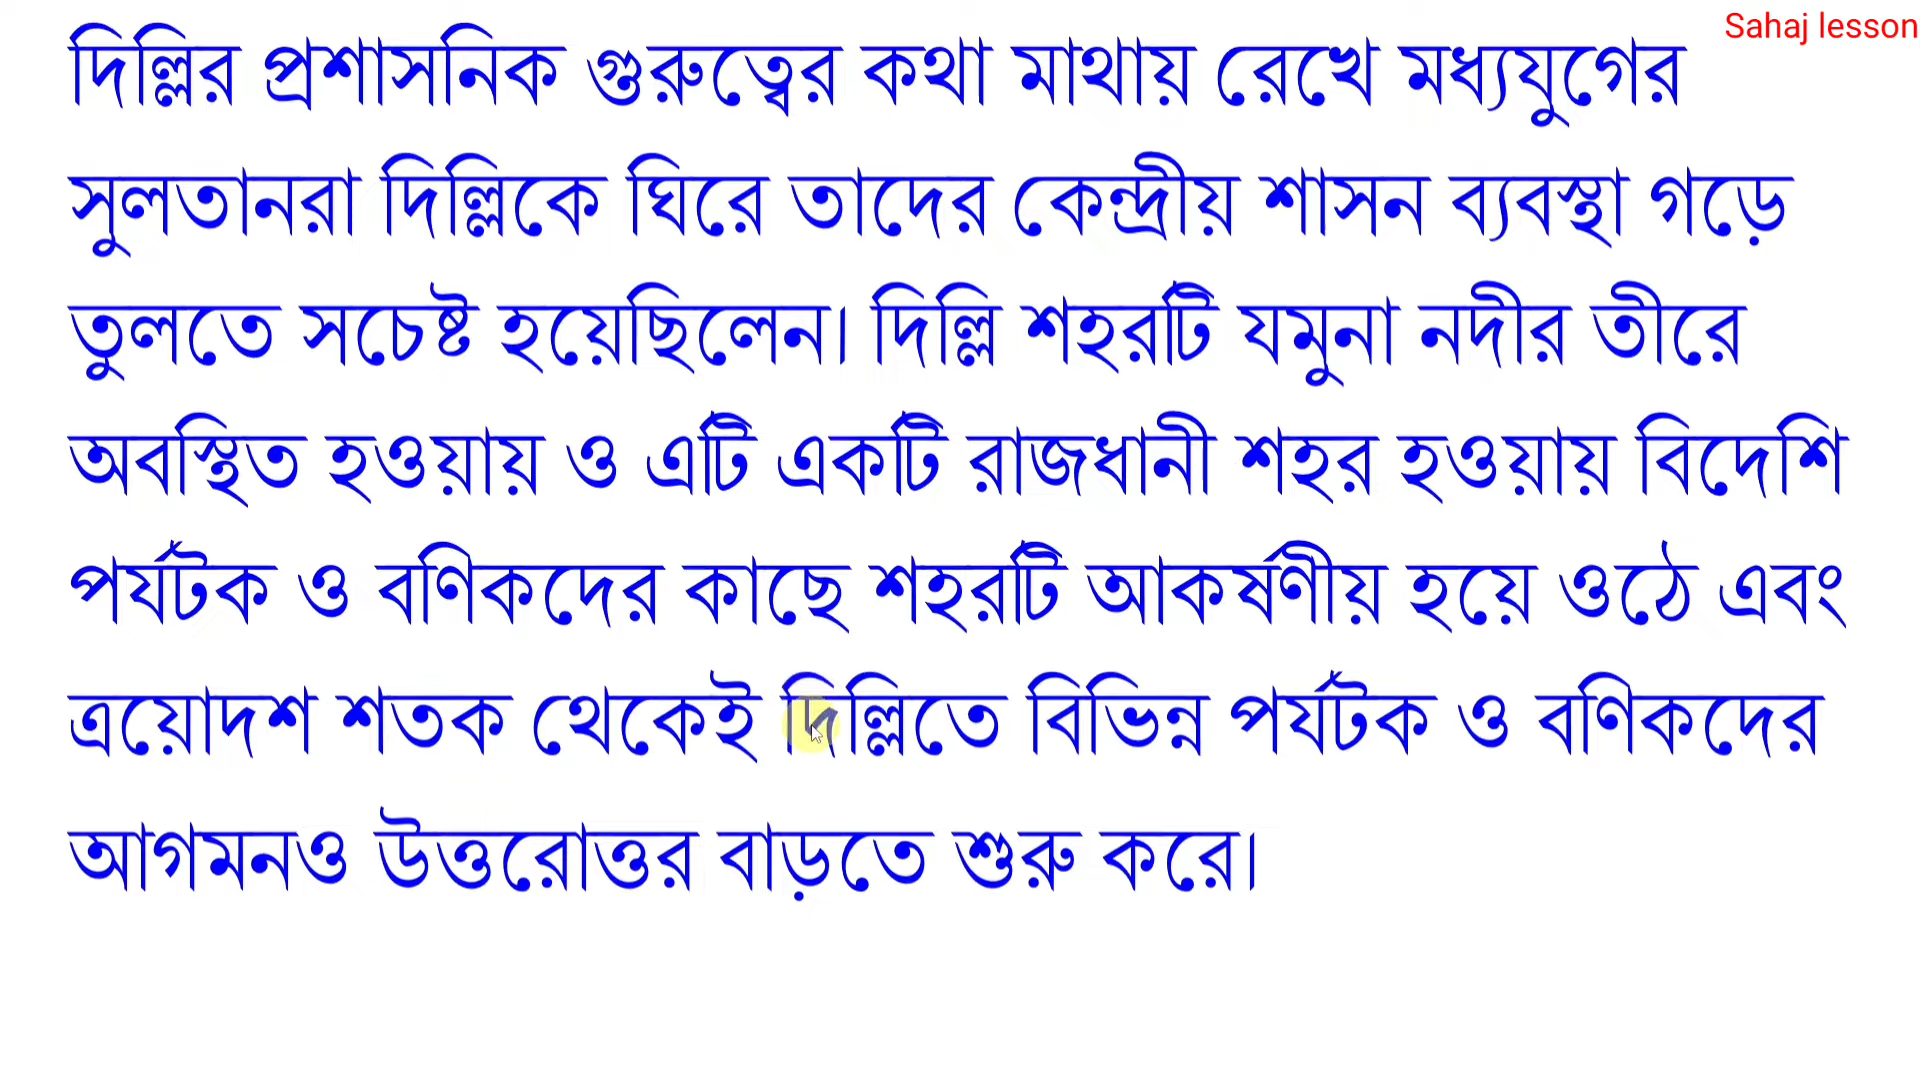 Sahaj lesson
দিল্লির প্রশাসনিক গুরুত্বের কথা মাথায় রেখে মধ্যযুগের
সুলতানরা দিল্লিকে ঘিরে তাদের কেন্দ্রীয় শাসন ব্যবস্থা গড়ে
তুলতে সচেষ্ট হয়েছিলেন। দিল্লি শহরটি যমুনা নদীর তীরে
অবস্থিত হওয়ায় ও এটি একটি রাজধানী শহর হওয়ায় বিদেশি
পর্যটক ও বণিকদের কাছে শহরটি আকর্ষণীয় হয়ে ওঠে এবং
ত্রয়োদশ শতক থেকেই দিল্লিতে বিভিন্ন পর্যটক ও বণিকদের
আগমনও উত্তরোত্তর বাড়তে শুরু করে।